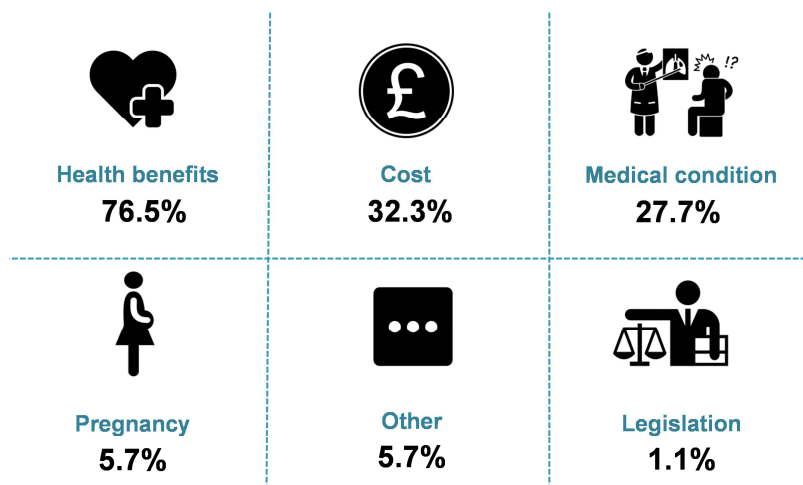 £
!?
Health benefits
76.5%
Cost
32.3%
Medical condition
27.7%
Pregnancy
5.7%
Other
5.7%
Legislation
1.1%